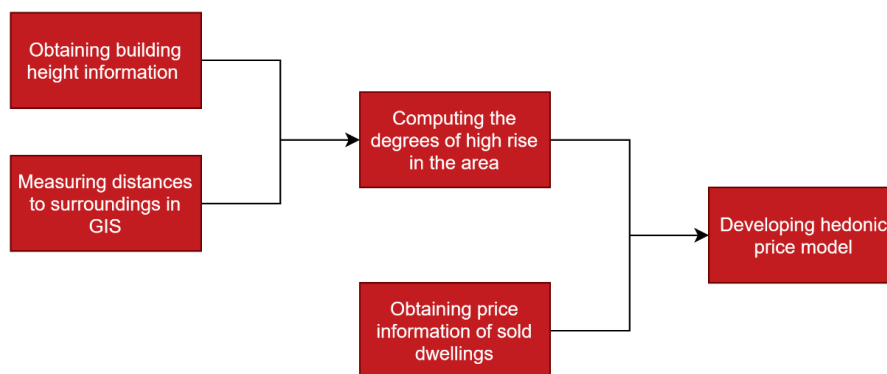 Obtaining building
height information
Measuring distances
to surroundings in
GIS
Computing the
degrees of high rise
in the area
Obtaining price
information of sold
dwellings
Developing hedonic
price model